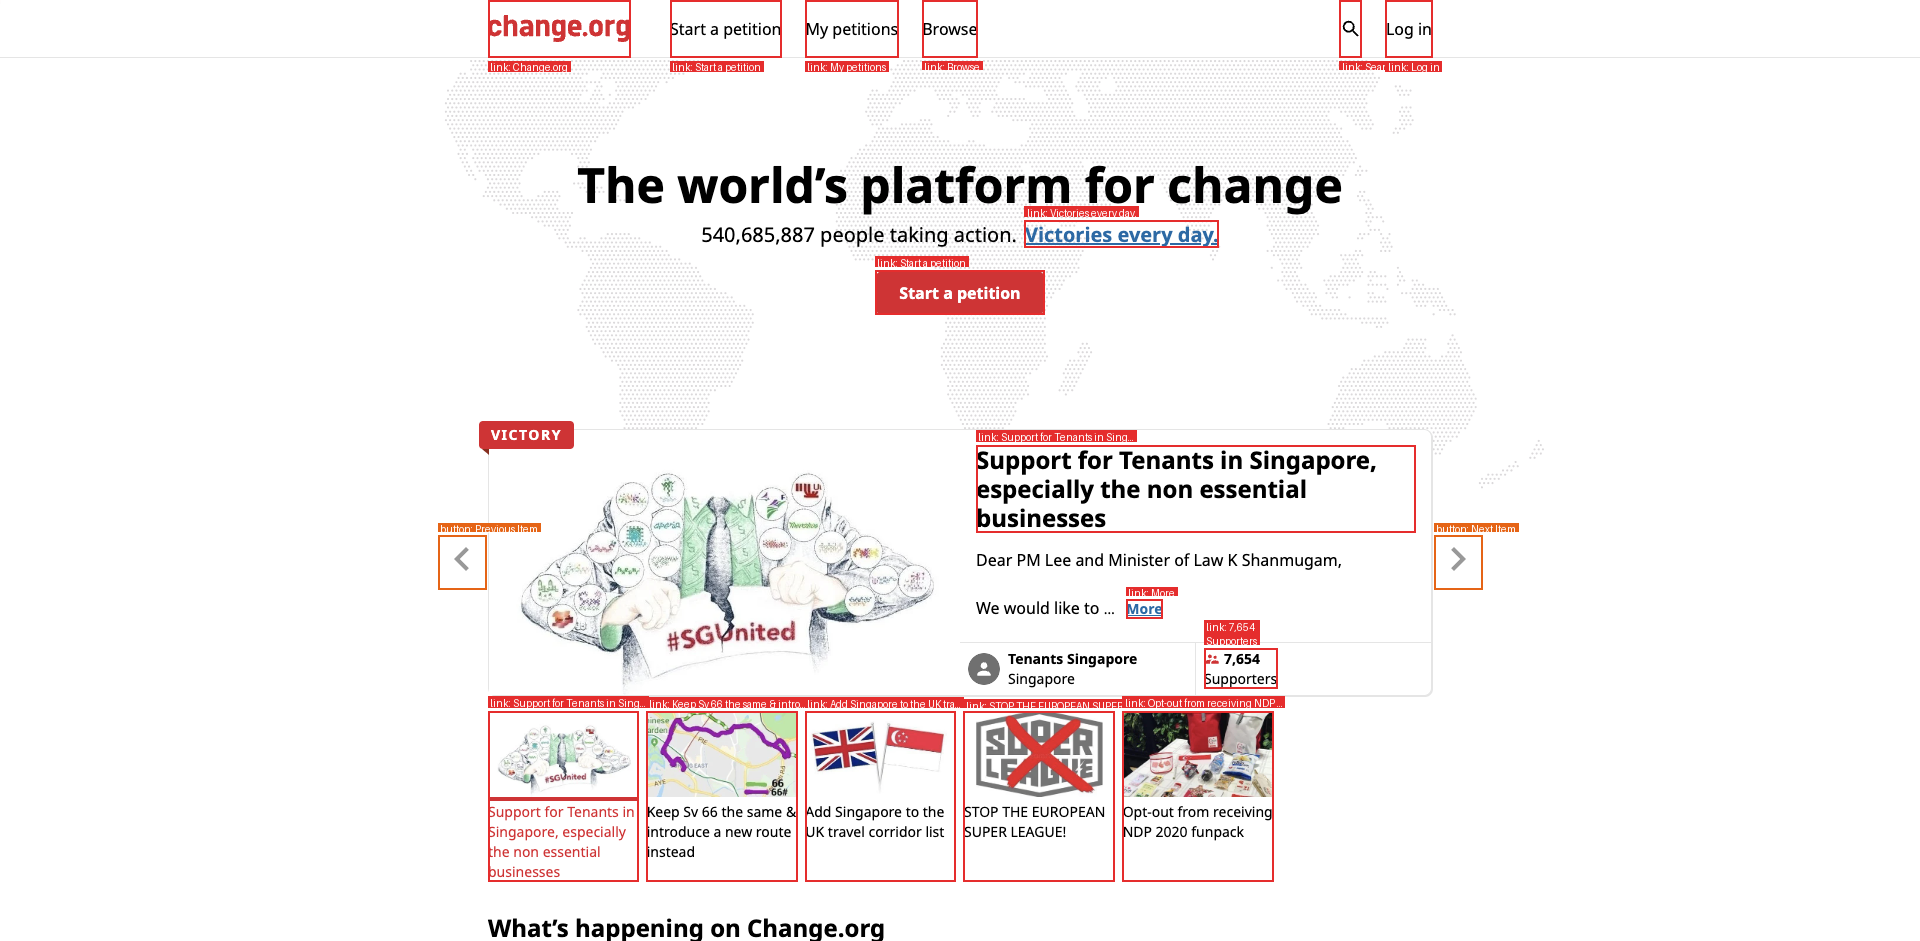 change.org
Start a petition
My petitions
Browse
Log in
link: Change.org
link: Start a petition
link: My petitions
link: Browse
link: Sear
link: Log in
The world’s platform for change
link: Victories every day.
540,685,887 people taking action. Victories every day.
link: Start a petition
Start a petition
VICTORY
link: Support for Tenants in Sing...
Support for Tenants in Singapore,
especially the non essential
businesses
button: Previous Item
button: Next Item
Dear PM Lee and Minister of Law K Shanmugam,
link: More
We would like to ... More
link: 7,654
Supporters
#SGUnited
Tenants Singapore
Singapore
7,654
Supporters
link: Support for Tenants in Sing...
link: Keep Sv 66 the same & intro...
link: Add Singapore to the UK tra...
link: STOP THE EUROPEAN SUPER
link: Opt-out from receiving NDP...
#SGUnited
PIE
EAST
AYE
66
66#
SUPER
LEAGUE
Support for Tenants in
Singapore, especially
the non essential
businesses
Keep Sv 66 the same &
introduce a new route
instead
Add Singapore to the
UK travel corridor list
STOP THE EUROPEAN
SUPER LEAGUE!
Opt-out from receiving
NDP 2020 funpack
What’s happening on Change.org